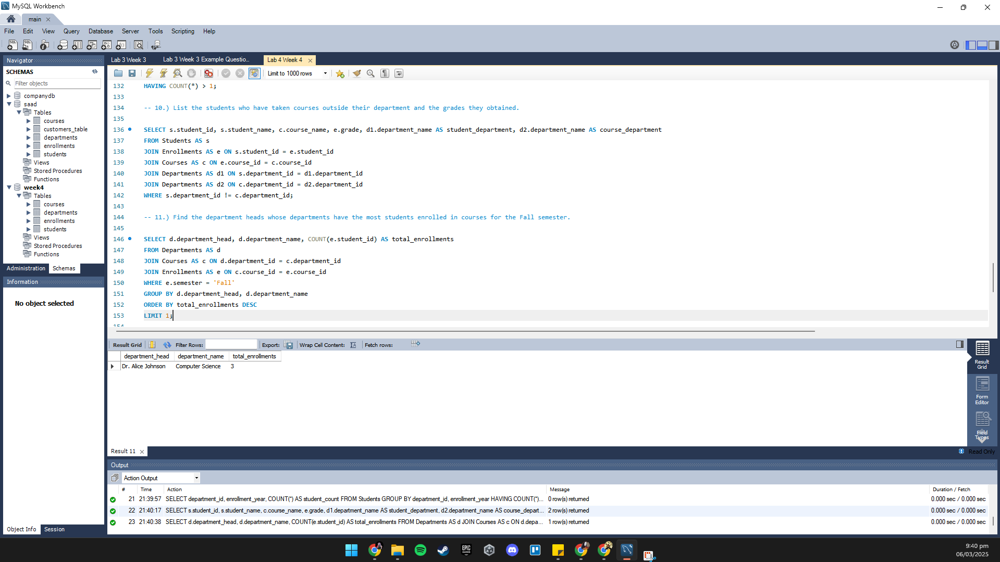 MySQL Workbench
main
File Edit View Query Database Server Tools Scripting Help
Navigator
SCHEMAS
Filter objects
companydb
saad
Tables
courses
customers_table
departments
enrollments
students
Views
Stored Procedures
Functions
week4
Tables
courses
departments
enrollments
students
Views
Stored Procedures
Functions
Administration Schemas
Information
No object selected
Object Info Session
Lab 3 Week 3 Lab 3 Week 3 Example Questio... Lab 4 Week 4
Limit to 1000 rows
132 HAVING COUNT(*) > 1;
133
134 -- 10.) List the students who have taken courses outside their department and the grades they obtained.
135
136 SELECT s.student_id, s.student_name, c.course_name, e.grade, d1.department_name AS student_department, d2.department_name AS course_department
137 FROM Students AS s
138 JOIN Enrollments AS e ON s.student_id = e.student_id
139 JOIN Courses AS c ON e.course_id = c.course_id
140 JOIN Departments AS d1 ON s.department_id = d1.department_id
141 JOIN Departments AS d2 ON c.department_id = d2.department_id
142 WHERE s.department_id != c.department_id;
143
144 -- 11.) Find the department heads whose departments have the most students enrolled in courses for the Fall semester.
145
146 SELECT d.department_head, d.department_name, COUNT(e.student_id) AS total_enrollments
147 FROM Departments AS d
148 JOIN Courses AS c ON d.department_id = c.department_id
149 JOIN Enrollments AS e ON c.course_id = e.course_id
150 WHERE e.semester = 'Fall'
151 GROUP BY d.department_head, d.department_name
152 ORDER BY total_enrollments DESC
153 LIMIT 1;
154
Result Grid Filter Rows: Export: Wrap Cell Content: Fetch rows:
department_head department_name total_enrollments
Dr. Alice Johnson Computer Science 3
Result Grid
Form Editor
Field Types
Result 11
Read Only
Output
Action Output
# Time Action Message Duration / Fetch
21 21:39:57 SELECT department_id, enrollment_year, COUNT(*) AS student_count FROM Students GROUP BY department_id, enrollment_year HAVING COUNT(*)... 0 row(s) returned 0.000 sec / 0.000 sec
22 21:40:17 SELECT s.student_id, s.student_name, c.course_name, e.grade, d1.department_name AS student_department, d2.department_name AS course_depart... 2 row(s) returned 0.000 sec / 0.000 sec
23 21:40:38 SELECT d.department_head, d.department_name, COUNT(e.student_id) AS total_enrollments FROM Departments AS d JOIN Courses AS c ON d.depa... 1 row(s) returned 0.000 sec / 0.000 sec
EPIC GAMES
9:40 pm
06/03/2025